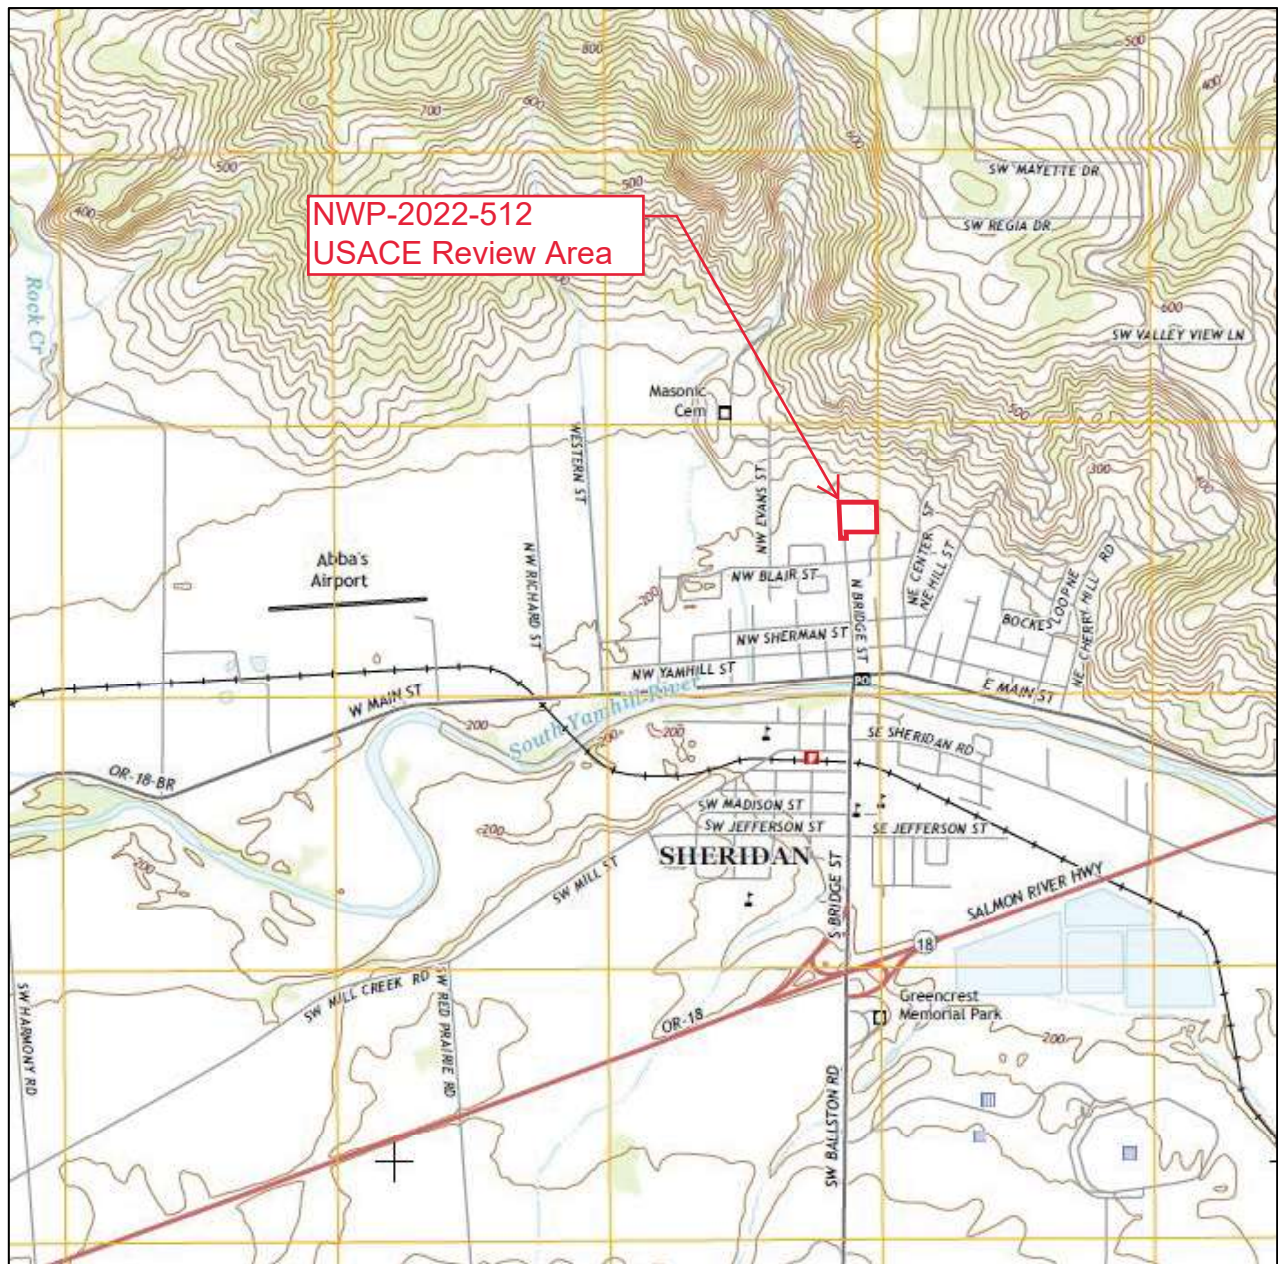 800
500
700
600
400
600
500
SW MAYETTE DR
500
400
SW REGIA DR
NWP-2022-512
USACE Review Area
600
Rock Cr
SW VALLEY VIEW LN
Masonic
Cem
500
WESTERN ST
NW EVANS ST
300
400
NE CENTER ST
NE HILL ST
NW RICHARD ST
Abba's
Airport
NW BLAIR ST
N BRIDGE ST
LOOP NE
NE CHERRY HILL RD
BOCKES
200
NW SHERMAN ST
NW YAMHILL ST
PO
E MAIN ST
W MAIN ST
South Yamhill River
200
200
200
SE SHERIDAN RD
OR-18-BR
SW MADISON ST
SW JEFFERSON ST
SE JEFFERSON ST
200
SHERIDAN
200
SW MILL ST
S BRIDGE ST
SALMON RIVER HWY
18
SW MILL CREEK RD
SW RED PRAIRIE RD
SW HARMONY RD
Greencrest
Memorial Park
OR-18
200
SW BALLSTON RD